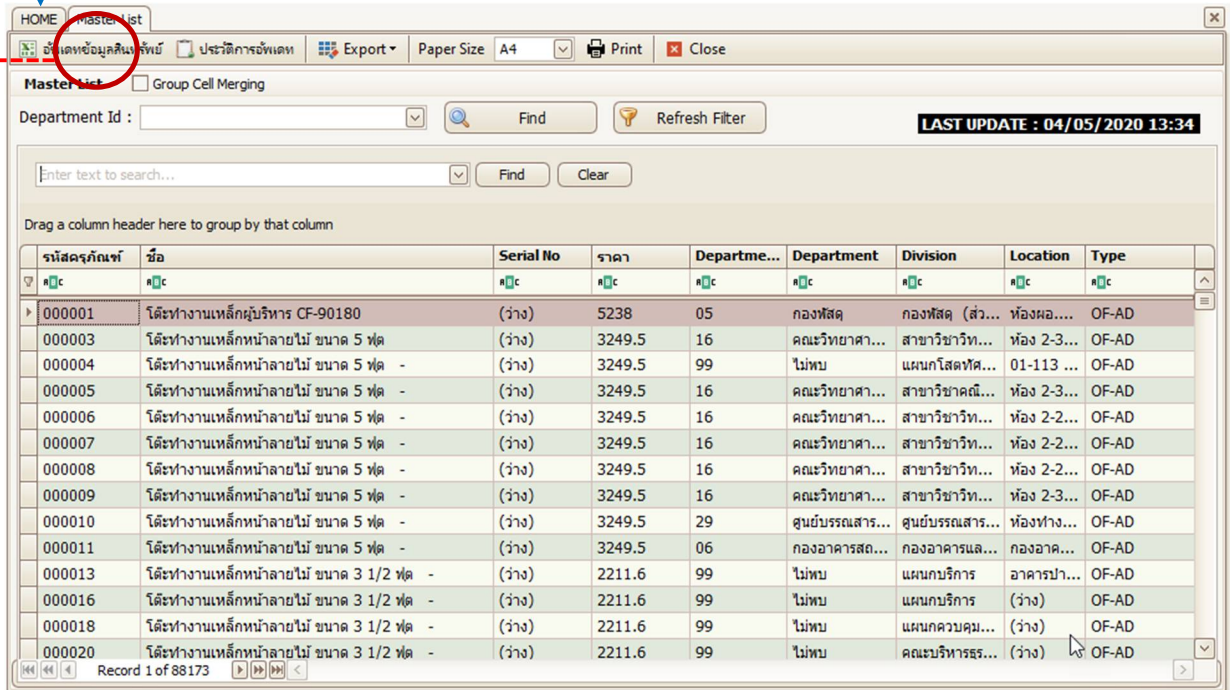 HOME Master List
อัพเดทข้อมูลสินทรัพย์ ประวัติการอัพเดท Export Paper Size A4 Print Close
Master List Group Cell Merging
Department Id : Find Refresh Filter LAST UPDATE : 04/05/2020 13:34
Enter text to search... Find Clear
Drag a column header here to group by that column
รหัสครุภัณฑ์ ชื่อ Serial No ราคา Departme... Department Division Location Type
000001 โต๊ะทำงานเหล็กผู้บริหาร CF-90180 (ว่าง) 5238 05 กองพัสดุ กองพัสดุ (ส่ว... ห้องผอ.... OF-AD
000003 โต๊ะทำงานเหล็กหน้าลายไม้ ขนาด 5 ฟุต (ว่าง) 3249.5 16 คณะวิทยาศา... สาขาวิชาวิท... ห้อง 2-3... OF-AD
000004 โต๊ะทำงานเหล็กหน้าลายไม้ ขนาด 5 ฟุต - (ว่าง) 3249.5 99 ไม่พบ แผนกโสตทัศ... 01-113 ... OF-AD
000005 โต๊ะทำงานเหล็กหน้าลายไม้ ขนาด 5 ฟุต - (ว่าง) 3249.5 16 คณะวิทยาศา... สาขาวิชาคณิ... ห้อง 2-3... OF-AD
000006 โต๊ะทำงานเหล็กหน้าลายไม้ ขนาด 5 ฟุต - (ว่าง) 3249.5 16 คณะวิทยาศา... สาขาวิชาวิท... ห้อง 2-2... OF-AD
000007 โต๊ะทำงานเหล็กหน้าลายไม้ ขนาด 5 ฟุต - (ว่าง) 3249.5 16 คณะวิทยาศา... สาขาวิชาวิท... ห้อง 2-2... OF-AD
000008 โต๊ะทำงานเหล็กหน้าลายไม้ ขนาด 5 ฟุต - (ว่าง) 3249.5 16 คณะวิทยาศา... สาขาวิชาวิท... ห้อง 2-2... OF-AD
000009 โต๊ะทำงานเหล็กหน้าลายไม้ ขนาด 5 ฟุต - (ว่าง) 3249.5 16 คณะวิทยาศา... สาขาวิชาวิท... ห้อง 2-3... OF-AD
000010 โต๊ะทำงานเหล็กหน้าลายไม้ ขนาด 5 ฟุต - (ว่าง) 3249.5 29 ศูนย์บรรณสาร... ศูนย์บรรณสาร... ห้องทำง... OF-AD
000011 โต๊ะทำงานเหล็กหน้าลายไม้ ขนาด 5 ฟุต - (ว่าง) 3249.5 06 กองอาคารสถ... กองอาคารแล... กองอาค... OF-AD
000013 โต๊ะทำงานเหล็กหน้าลายไม้ ขนาด 3 1/2 ฟุต - (ว่าง) 2211.6 99 ไม่พบ แผนกบริการ อาคารปา... OF-AD
000016 โต๊ะทำงานเหล็กหน้าลายไม้ ขนาด 3 1/2 ฟุต - (ว่าง) 2211.6 99 ไม่พบ แผนกบริการ (ว่าง) OF-AD
000018 โต๊ะทำงานเหล็กหน้าลายไม้ ขนาด 3 1/2 ฟุต - (ว่าง) 2211.6 99 ไม่พบ แผนกควบคุม... (ว่าง) OF-AD
000020 โต๊ะทำงานเหล็กหน้าลายไม้ ขนาด 3 1/2 ฟุต - (ว่าง) 2211.6 99 ไม่พบ คณะบริหารธุร... (ว่าง) OF-AD
Record 1 of 88173